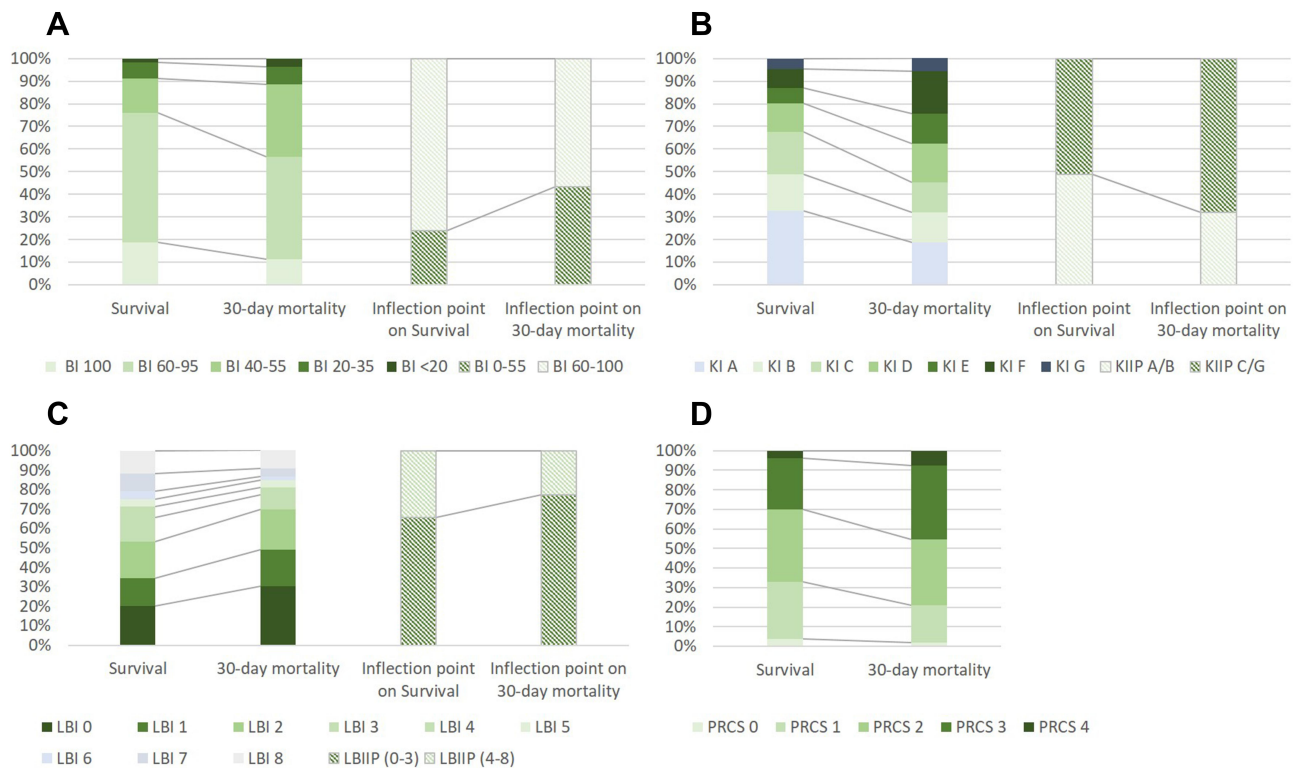 A
100%
90%
80%
70%
60%
50%
40%
30%
20%
10%
0%
Survival
30-day mortality
Inflection point
on Survival
Inflection point on
30-day mortality
BI 100
BI 60-95
BI 40-55
BI 20-35
BI <20
BI 0-55
BI 60-100
B
100%
90%
80%
70%
60%
50%
40%
30%
20%
10%
0%
Survival
30-day mortality
Inflection point
on Survival
Inflection point on
30-day mortality
KI A
KI B
KI C
KI D
KI E
KI F
KI G
KIIP A/B
KIIP C/G
C
100%
90%
80%
70%
60%
50%
40%
30%
20%
10%
0%
Survival
30-day mortality
Inflection point
on Survival
Inflection point on
30-day mortality
LBI 0
LBI 1
LBI 2
LBI 3
LBI 4
LBI 5
LBI 6
LBI 7
LBI 8
LBIIP (0-3)
LBIIP (4-8)
D
100%
90%
80%
70%
60%
50%
40%
30%
20%
10%
0%
Survival
30-day mortality
PRCS 0
PRCS 1
PRCS 2
PRCS 3
PRCS 4